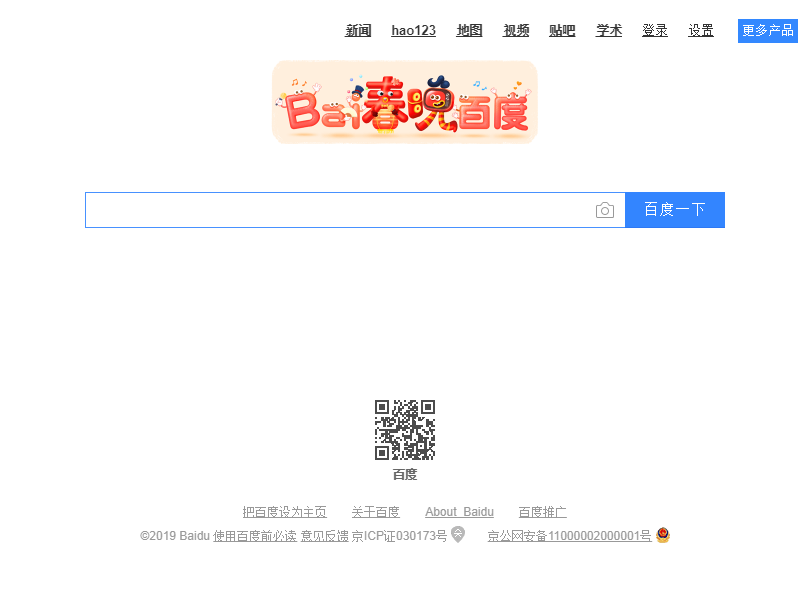 新闻 hao123 地图 视频 贴吧 学术 登录 设置 更多产品
Bai春晚百度
百度一下
百度
把百度设为主页 关于百度 About Baidu 百度推广
©2019 Baidu 使用百度前必读 意见反馈 京ICP证030173号 京公网安备11000002000001号